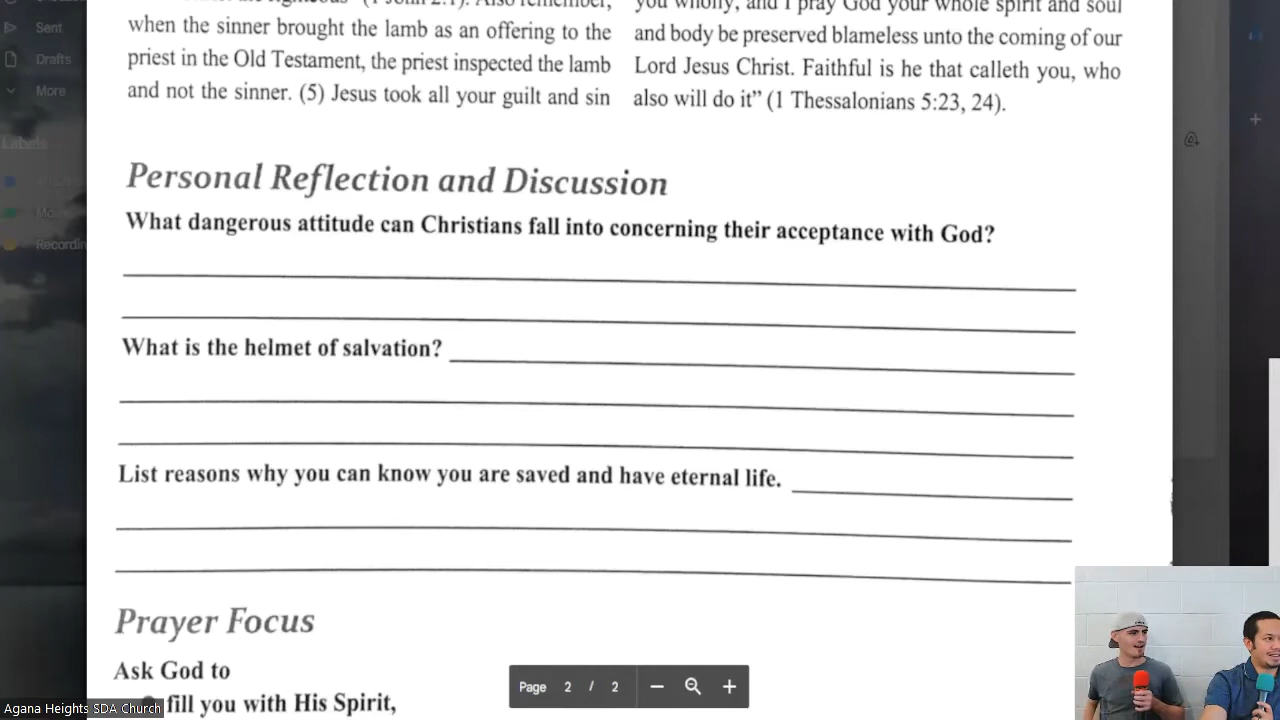 Sent
when the sinner brought the lamb as an offering to the
priest in the Old Testament, the priest inspected the lamb
and not the sinner. (5) Jesus took all your guilt and sin
you wholly, and I pray God your whole spirit and soul
and body be preserved blameless unto the coming of our
Lord Jesus Christ. Faithful is he that calleth you, who
also will do it” (1 Thessalonians 5:23, 24).
Drafts
More
Labels
Recordin
Personal Reflection and Discussion
What dangerous attitude can Christians fall into concerning their acceptance with God?
What is the helmet of salvation?
List reasons why you can know you are saved and have eternal life.
Prayer Focus
Ask God to
fill you with His Spirit,
Page 2 / 2
Agana Heights SDA Church